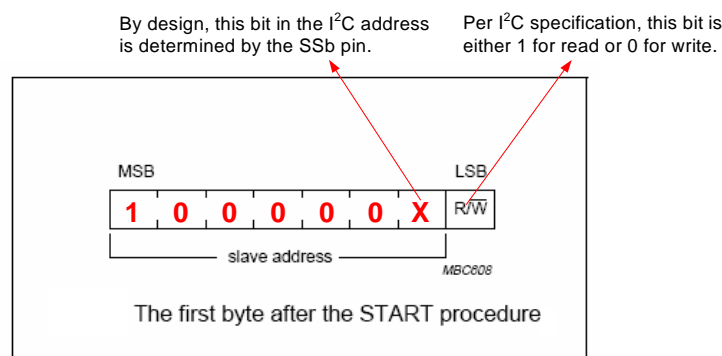 By design, this bit in the I²C address
is determined by the SSb pin.
Per I²C specification, this bit is
either 1 for read or 0 for write.
MSB
LSB
1 0 0 0 0 0 X R/W̅
slave address
MBC608
The first byte after the START procedure